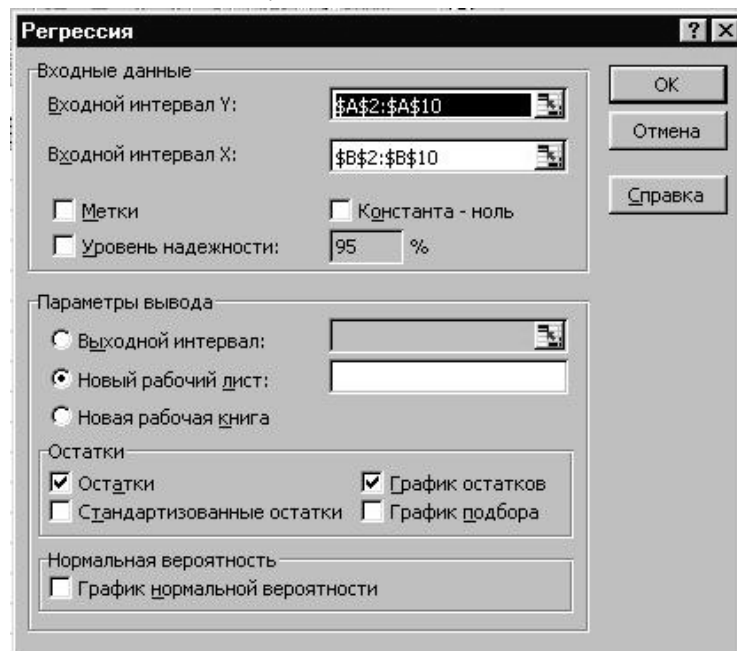 Регрессия
Входные данные
Входной интервал Y: $A$2:$A$10
Входной интервал X: $B$2:$B$10
Метки Константа - ноль
Уровень надежности: 95 %
OK
Отмена
Справка
Параметры вывода
Выходной интервал:
Новый рабочий лист:
Новая рабочая книга
Остатки
Остатки График остатков
Стандартизованные остатки График подбора
Нормальная вероятность
График нормальной вероятности